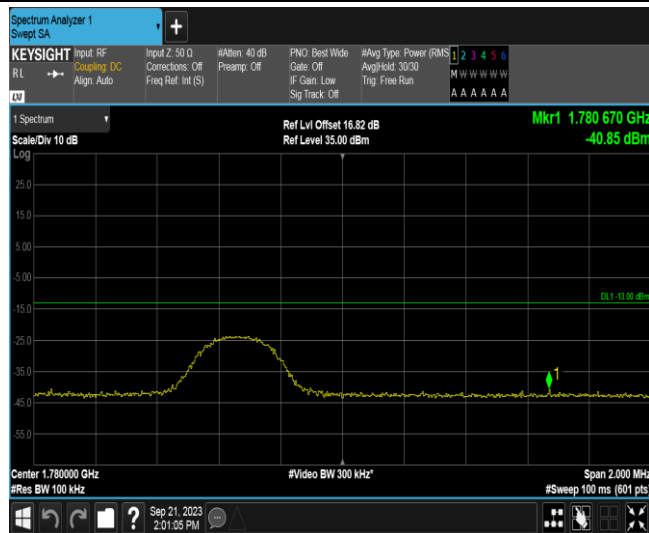 Spectrum Analyzer 1
Swept SA
+
KEYSIGHT
RL
LXI
Input: RF
Coupling: DC
Align: Auto
Input Z: 50 Ω
Corrections: Off
Freq Ref: Int (S)
#Atten: 40 dB
Preamp: Off
PNO: Best Wide
Gate: Off
IF Gain: Low
Sig Track: Off
#Avg Type: Power (RMS
Avg|Hold: 30/30
Trig: Free Run
1 2 3 4 5 6
M W W W W W
A A A A A A
1 Spectrum
Scale/Div 10 dB
Ref Lvl Offset 16.82 dB
Ref Level 35.00 dBm
Mkr1 1.780 670 GHz
-40.85 dBm
Log
25.0
15.0
5.00
-5.00
DL1 -13.00 dBm
-15.0
-25.0
-35.0
1
-45.0
-55.0
Center 1.780000 GHz
#Video BW 300 kHz*
Span 2.000 MHz
#Res BW 100 kHz
#Sweep 100 ms (601 pts)
?
Sep 21, 2023
2:01:05 PM